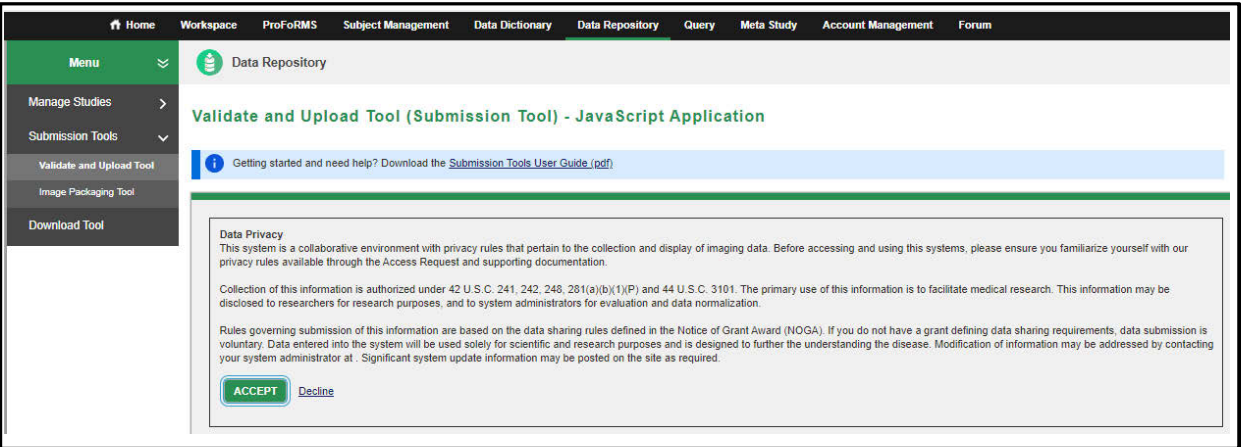 Home Workspace ProFoRMS Subject Management Data Dictionary Data Repository Query Meta Study Account Management Forum
Menu
Data Repository
Manage Studies
Submission Tools
Validate and Upload Tool
Image Packaging Tool
Download Tool
Validate and Upload Tool (Submission Tool) - JavaScript Application
Getting started and need help? Download the Submission Tools User Guide (pdf)
Data Privacy
This system is a collaborative environment with privacy rules that pertain to the collection and display of imaging data. Before accessing and using this systems, please ensure you familiarize yourself with our
privacy rules available through the Access Request and supporting documentation.
Collection of this information is authorized under 42 U.S.C. 241, 242, 248, 281(a)(b)(1)(P) and 44 U.S.C. 3101. The primary use of this information is to facilitate medical research. This information may be
disclosed to researchers for research purposes, and to system administrators for evaluation and data normalization.
Rules governing submission of this information are based on the data sharing rules defined in the Notice of Grant Award (NOGA). If you do not have a grant defining data sharing requirements, data submission is
voluntary. Data entered into the system will be used solely for scientific and research purposes and is designed to further the understanding the disease. Modification of information may be addressed by contacting
your system administrator at . Significant system update information may be posted on the site as required.
ACCEPT Decline